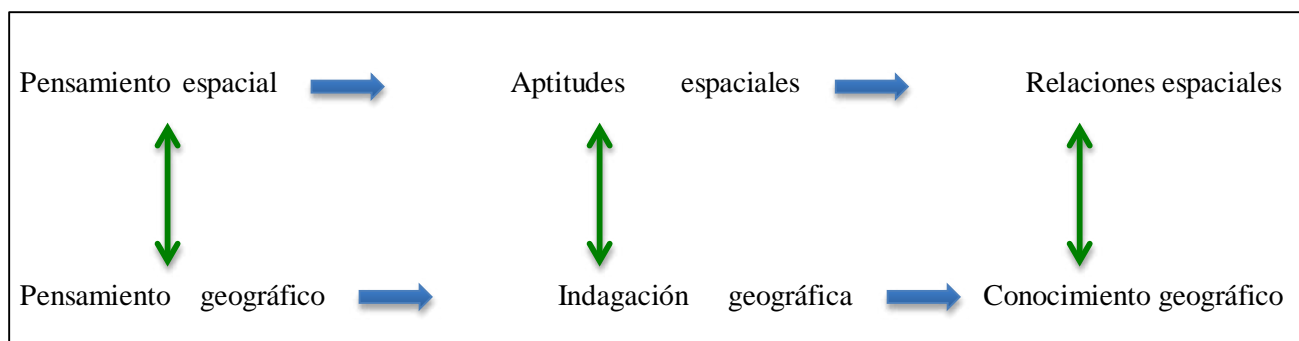 Pensamiento espacial Aptitudes espaciales Relaciones espaciales
Pensamiento geográfico Indagación geográfica Conocimiento geográfico